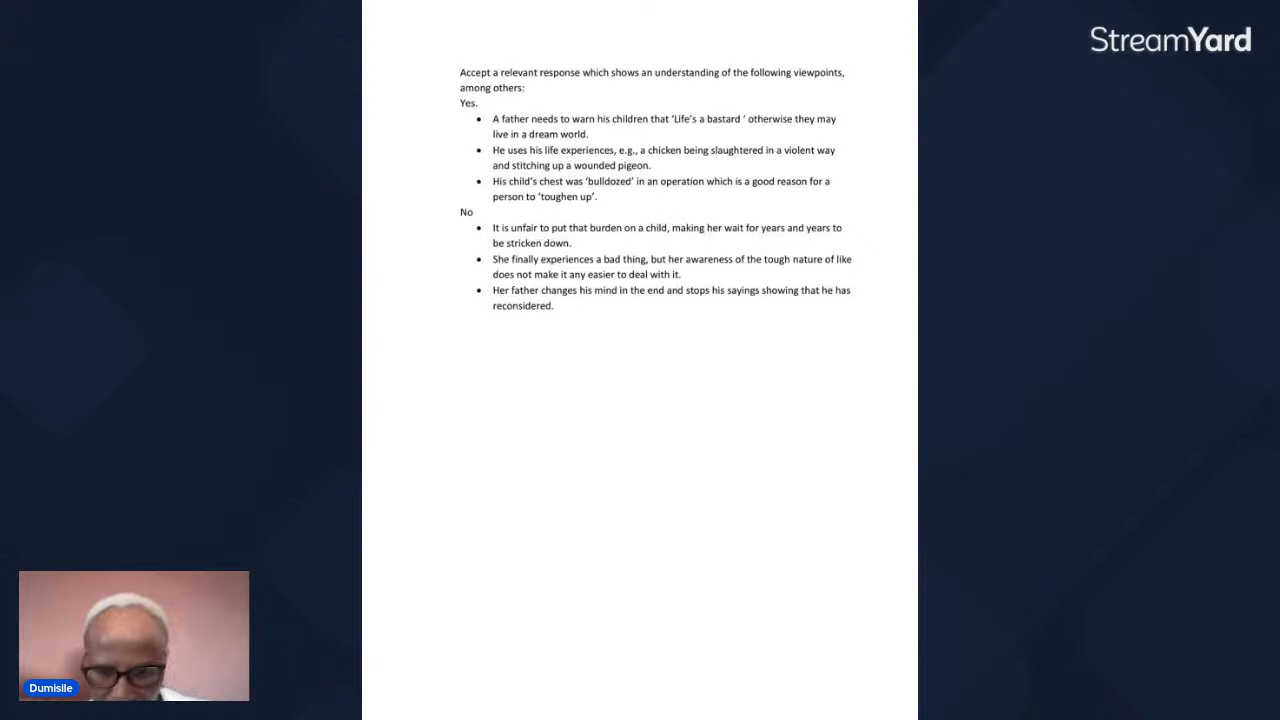 StreamYard
Accept a relevant response which shows an understanding of the following viewpoints,
among others:
Yes.
• A father needs to warn his children that ‘Life’s a bastard ‘ otherwise they may
live in a dream world.
• He uses his life experiences, e.g., a chicken being slaughtered in a violent way
and stitching up a wounded pigeon.
• His child’s chest was ‘bulldozed’ in an operation which is a good reason for a
person to ‘toughen up’.
No
• It is unfair to put that burden on a child, making her wait for years and years to
be stricken down.
• She finally experiences a bad thing, but her awareness of the tough nature of like
does not make it any easier to deal with it.
• Her father changes his mind in the end and stops his sayings showing that he has
reconsidered.
Dumisile